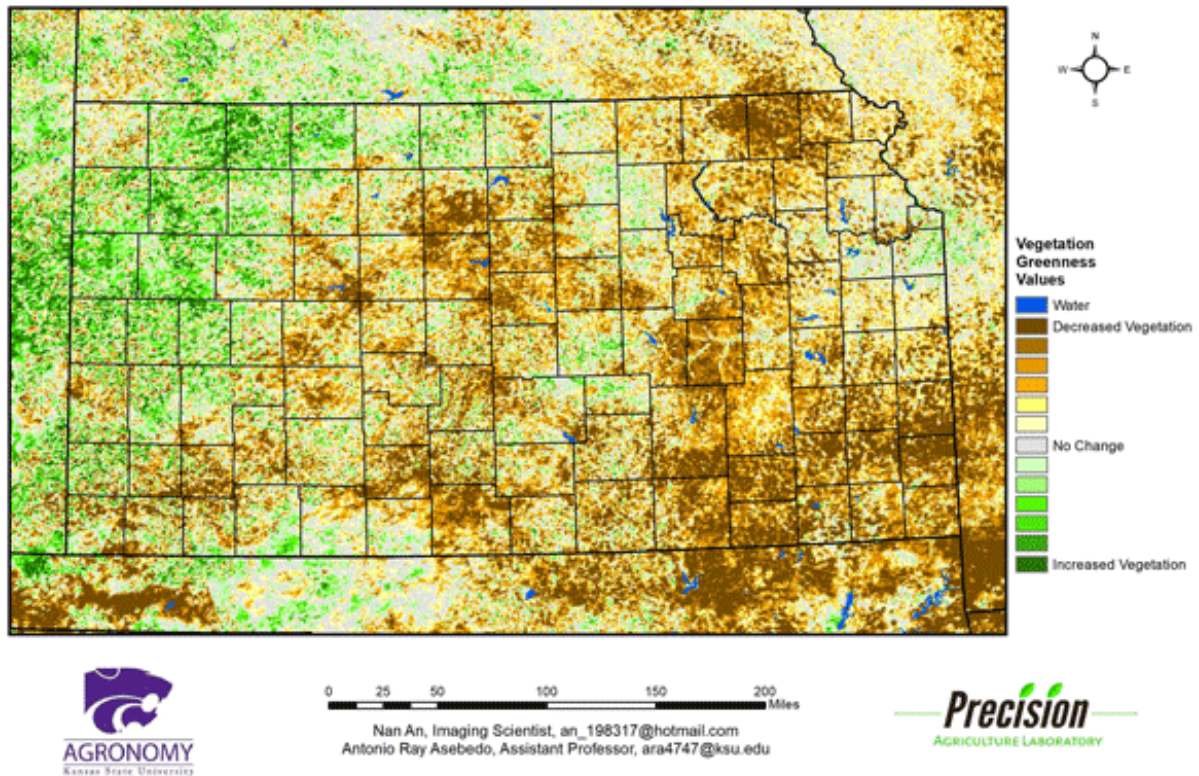 N
W
E
S
Vegetation
Greenness
Values
Water
Decreased Vegetation
No Change
Increased Vegetation
0 25 50 100 150 200
Miles
Nan An, Imaging Scientist, an_198317@hotmail.com
Antonio Ray Asebedo, Assistant Professor, ara4747@ksu.edu
AGRONOMY
Kansas State University
Precision
AGRICULTURE LABORATORY